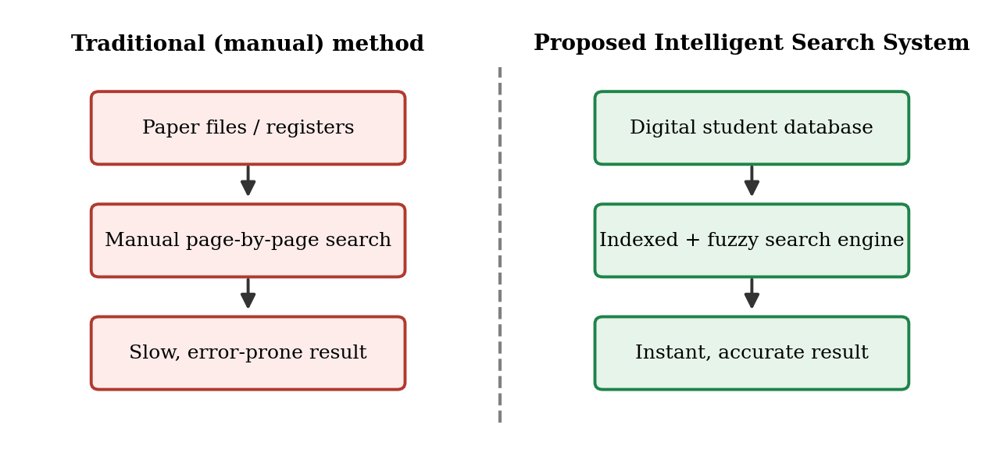 Traditional (manual) method
Paper files / registers
Manual page-by-page search
Slow, error-prone result
Proposed Intelligent Search System
Digital student database
Indexed + fuzzy search engine
Instant, accurate result